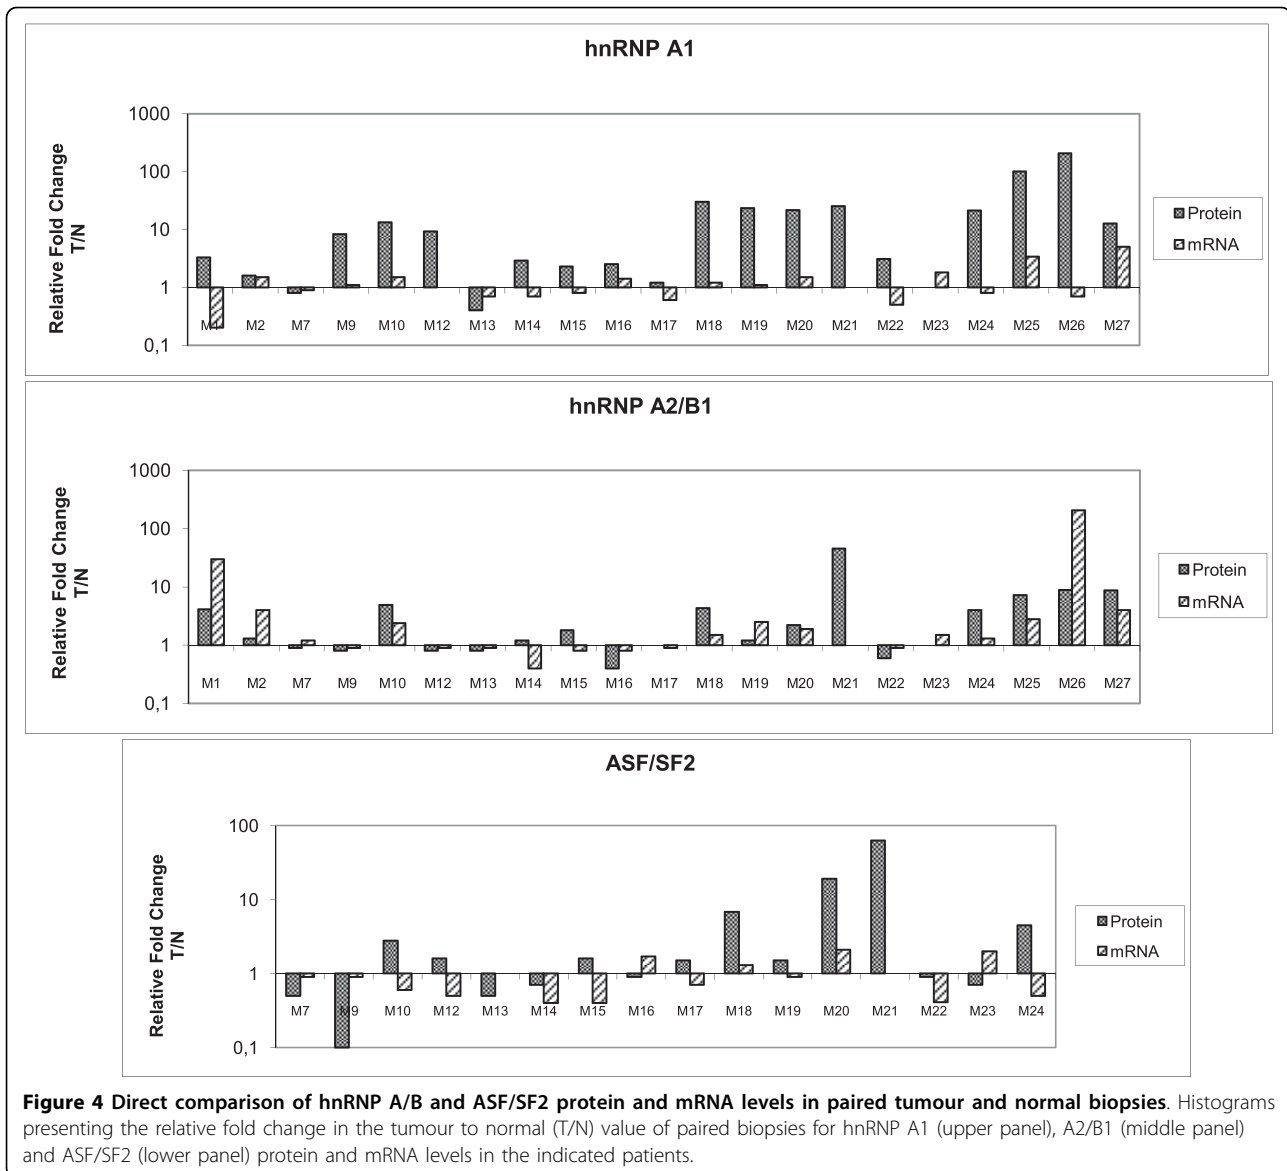 hnRNP A1
Relative Fold Change
T/N
1000
100
10
1
0,1
M1 M2 M7 M9 M10 M12 M13 M14 M15 M16 M17 M18 M19 M20 M21 M22 M23 M24 M25 M26 M27
Protein
mRNA
hnRNP A2/B1
Relative Fold Change
T/N
1000
100
10
1
0,1
M1 M2 M7 M9 M10 M12 M13 M14 M15 M16 M17 M18 M19 M20 M21 M22 M23 M24 M25 M26 M27
Protein
mRNA
ASF/SF2
Relative Fold Change
T/N
100
10
1
0,1
M7 M9 M10 M12 M13 M14 M15 M16 M17 M18 M19 M20 M21 M22 M23 M24
Protein
mRNA
Figure 4 Direct comparison of hnRNP A/B and ASF/SF2 protein and mRNA levels in paired tumour and normal biopsies. Histograms
presenting the relative fold change in the tumour to normal (T/N) value of paired biopsies for hnRNP A1 (upper panel), A2/B1 (middle panel)
and ASF/SF2 (lower panel) protein and mRNA levels in the indicated patients.